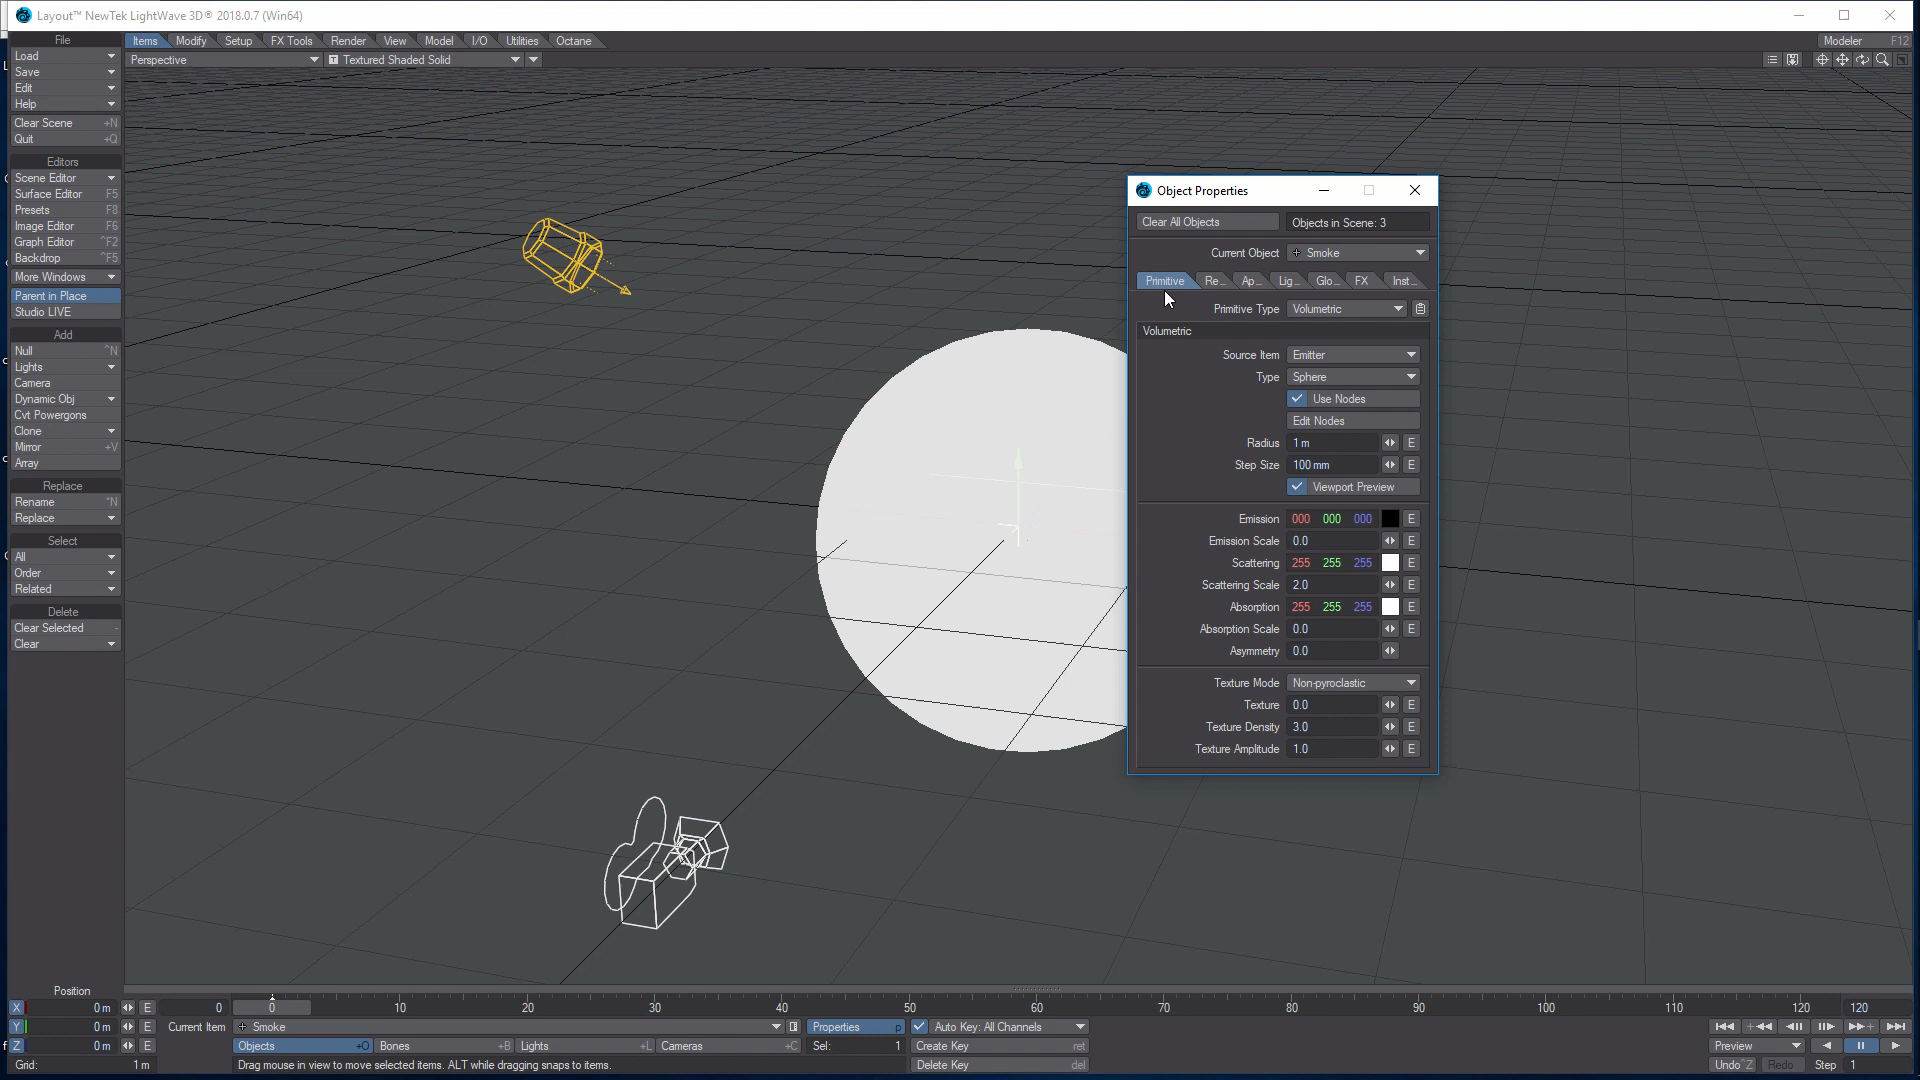 Layout™ NewTek LightWave 3D® 2018.0.7 (Win64)
File
Items Modify Setup FX Tools Render View Model I/O Utilities Octane
Modeler F12
Load
Perspective
T Textured Shaded Solid
Save
Edit
Help
Clear Scene +N
Quit +Q
Editors
Scene Editor
Surface Editor F5
Presets F8
Image Editor F6
Graph Editor ^F2
Backdrop ^F5
More Windows
Parent in Place
Studio LIVE
Add
Null ^N
Lights
Camera
Dynamic Obj
Cvt Powergons
Clone
Mirror +V
Array
Replace
Rename
Replace
Select
All
Order
Related
Delete
Clear Selected -
Clear
Object Properties
Clear All Objects
Objects in Scene: 3
Current Object + Smoke
Primitive Re... Ap... Lig... Glo... FX Inst...
Primitive Type Volumetric
Volumetric
Source Item Emitter
Type Sphere
Use Nodes
Edit Nodes
Radius 1 m E
Step Size 100 mm E
Viewport Preview
Emission 000 000 000 E
Emission Scale 0.0 E
Scattering 255 255 255 E
Scattering Scale 2.0 E
Absorption 255 255 255 E
Absorption Scale 0.0 E
Asymmetry 0.0
Texture Mode Non-pyroclastic
Texture 0.0 E
Texture Density 3.0 E
Texture Amplitude 1.0 E
Position
X 0 m E
0 0 10 20 30 40 50 60 70 80 90 100 110 120 120
Y 0 m E
Current Item + Smoke
Properties p
Auto Key: All Channels
Z 0 m E
Objects +O Bones +B Lights +L Cameras +C
Sel: 1
Create Key ret
Preview
Grid: 1 m
Drag mouse in view to move selected items. ALT while dragging snaps to items.
Delete Key del
Undo ^Z Redo Step 1